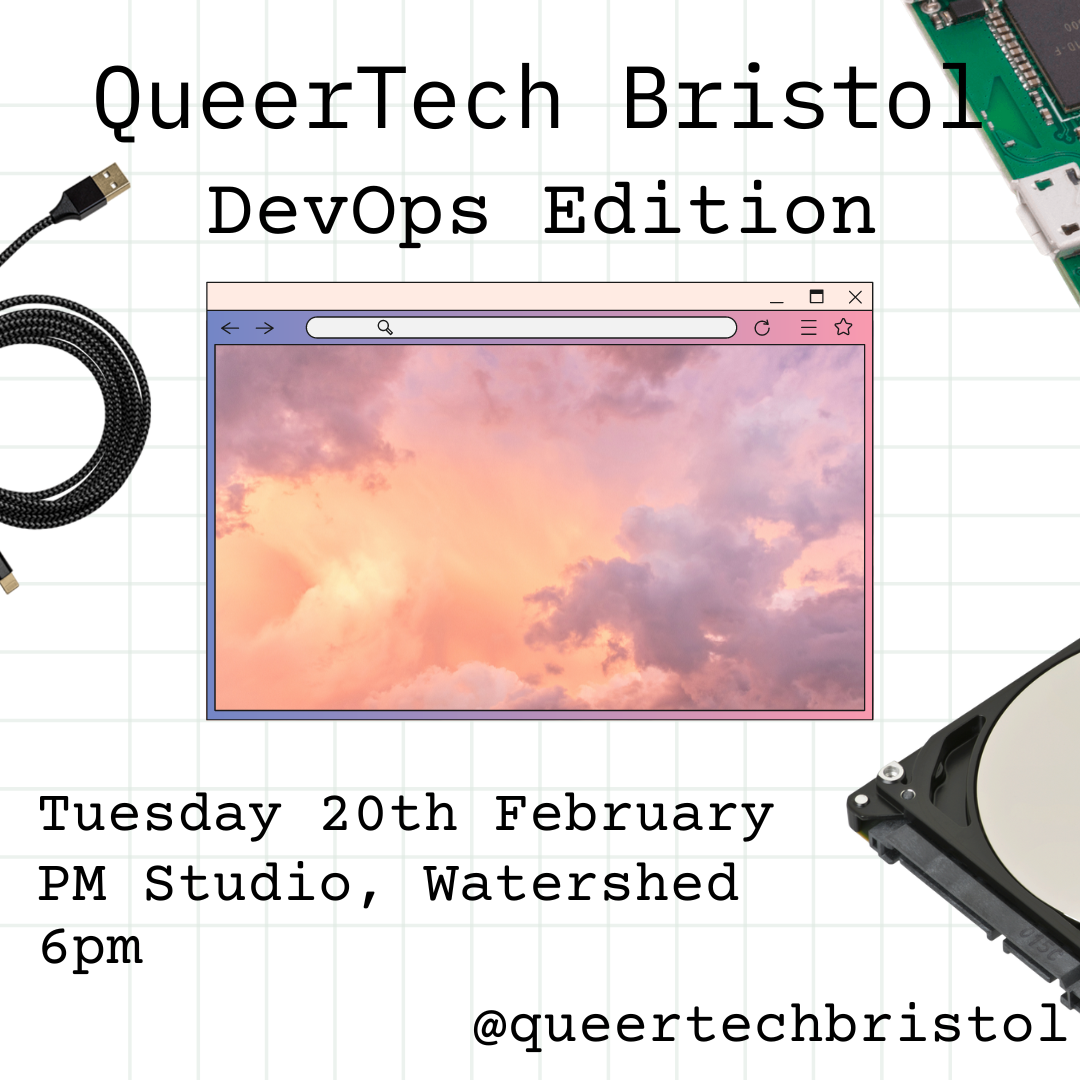 QueerTech Bristol
DevOps Edition
Tuesday 20th February
PM Studio, Watershed
6pm
@queertechbristol